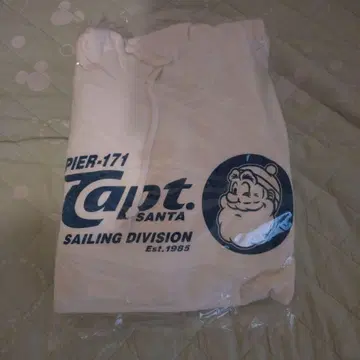 PIER-171
Capt.
SANTA
SAILING DIVISION
Est.1985